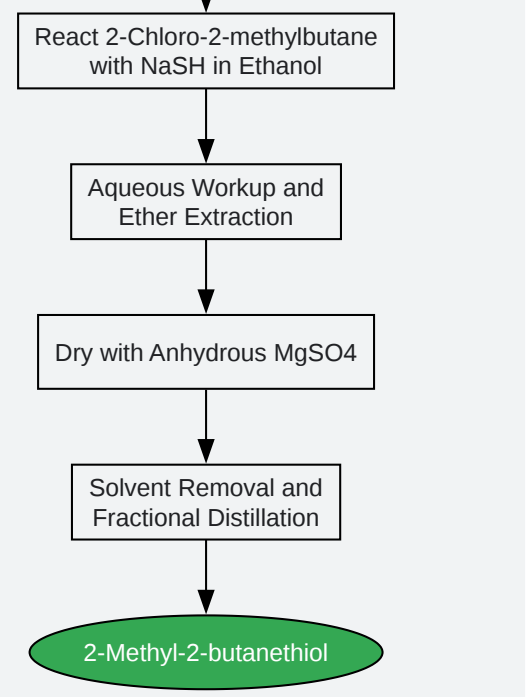 React 2-Chloro-2-methylbutane
with NaSH in Ethanol
Aqueous Workup and
Ether Extraction
Dry with Anhydrous MgSO4
Solvent Removal and
Fractional Distillation
2-Methyl-2-butanethiol